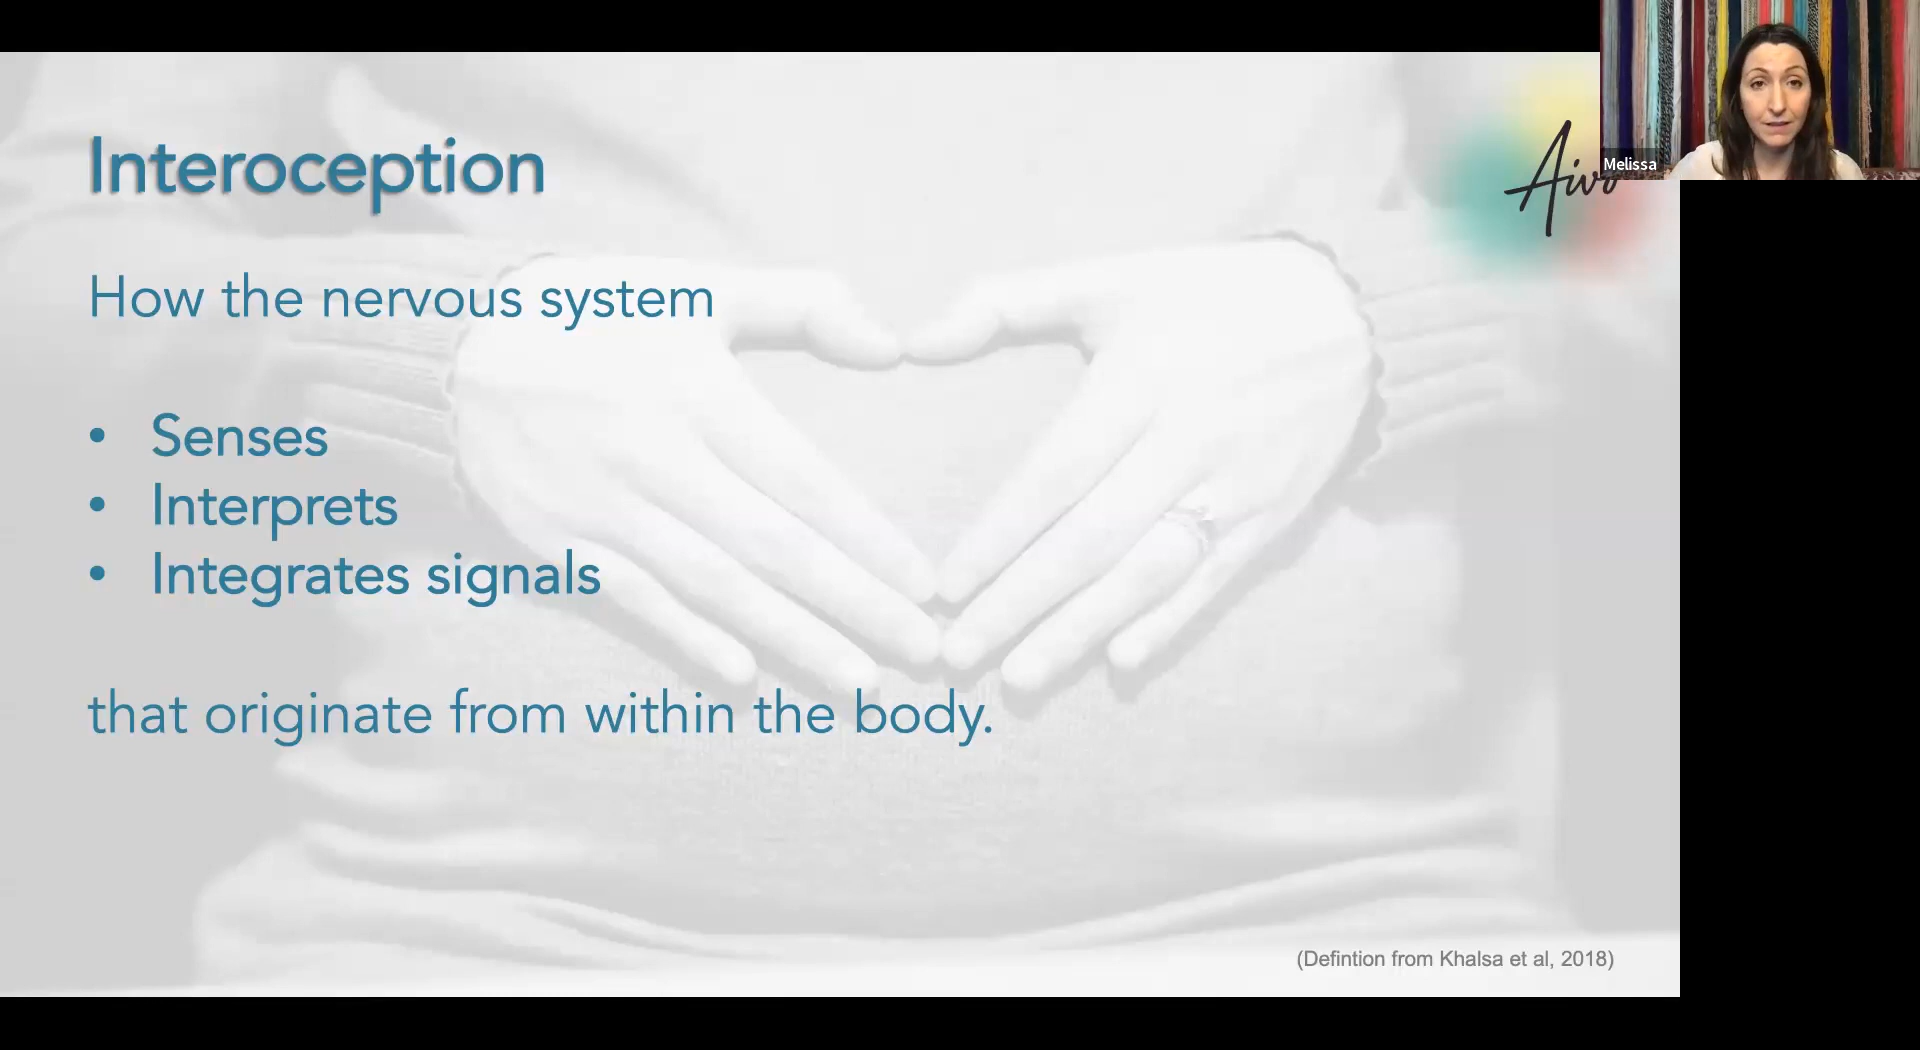 Interoception
How the nervous system
• Senses
• Interprets
• Integrates signals
that originate from within the body.
(Defintion from Khalsa et al, 2018)
Melissa